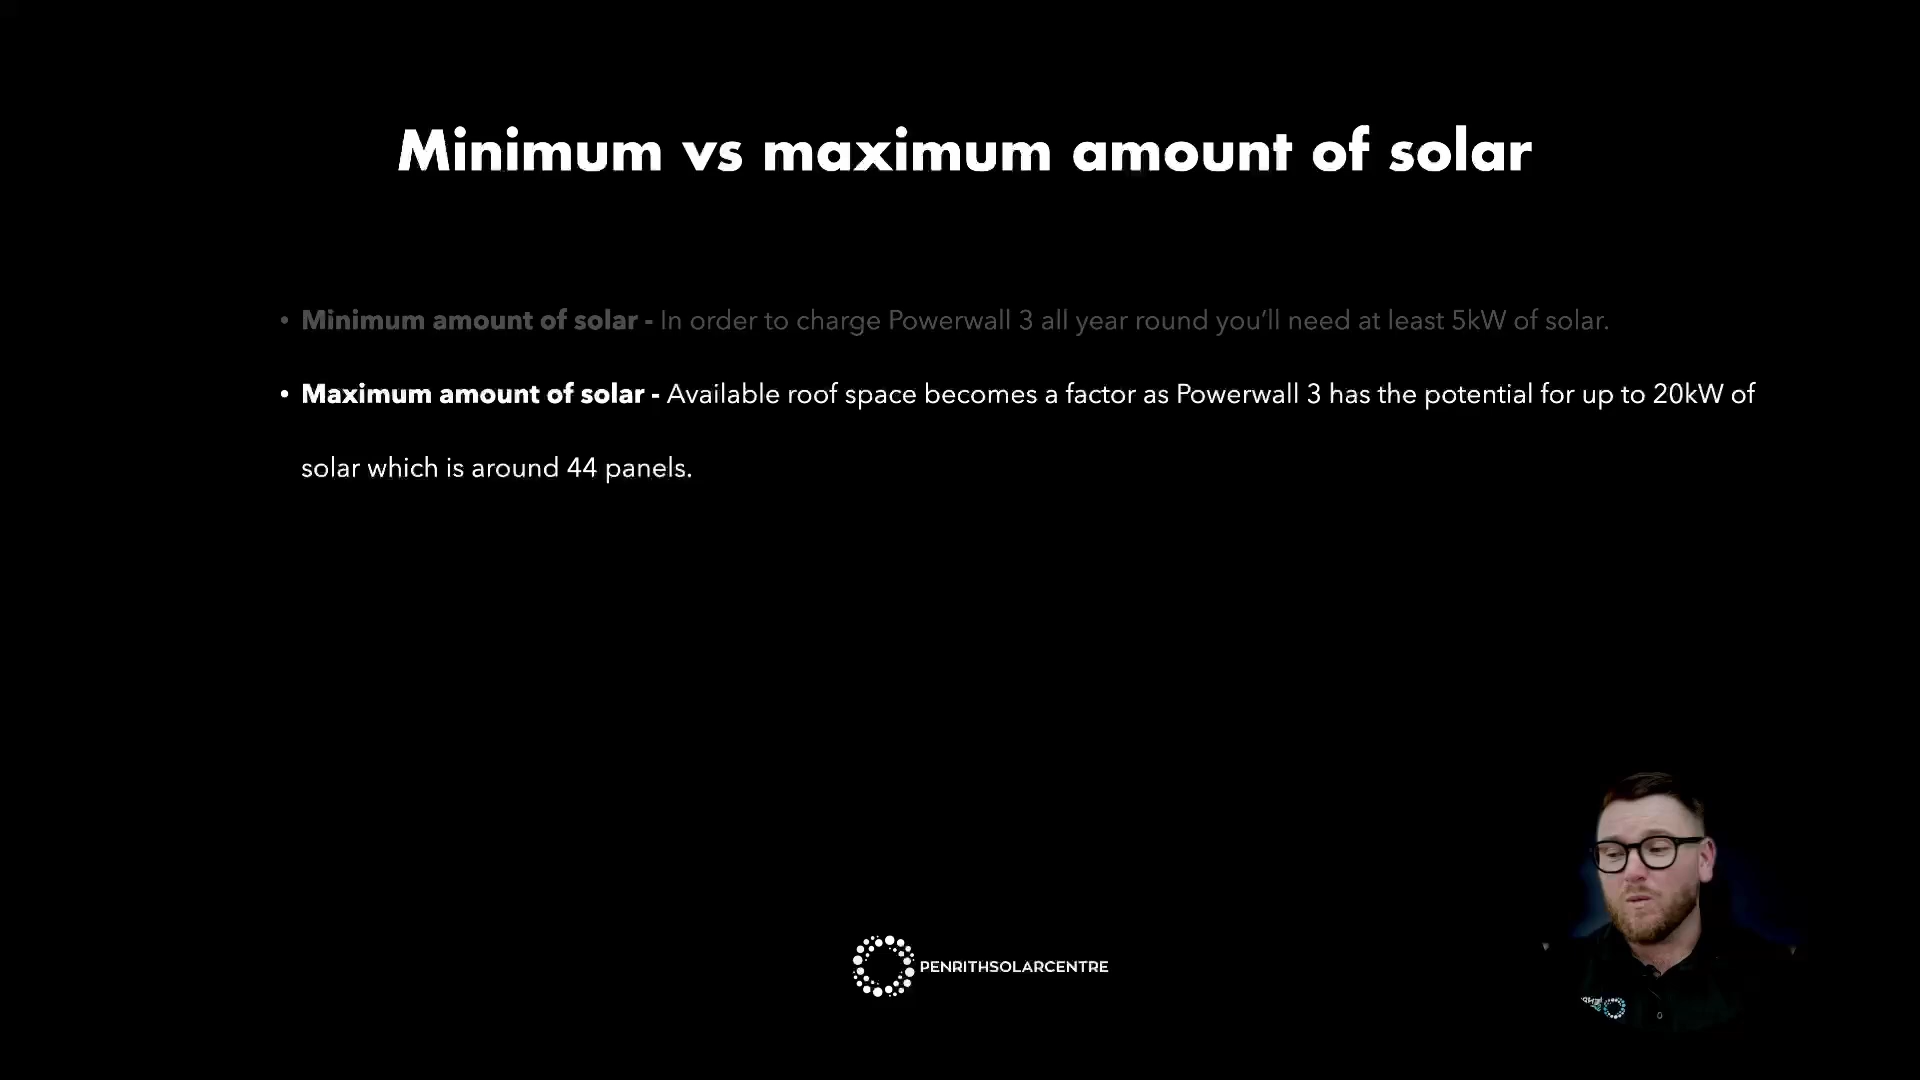 Minimum vs maximum amount of solar
• Minimum amount of solar - In order to charge Powerwall 3 all year round you’ll need at least 5kW of solar.
• Maximum amount of solar - Available roof space becomes a factor as Powerwall 3 has the potential for up to 20kW of
solar which is around 44 panels.
PENRITHSOLARCENTRE